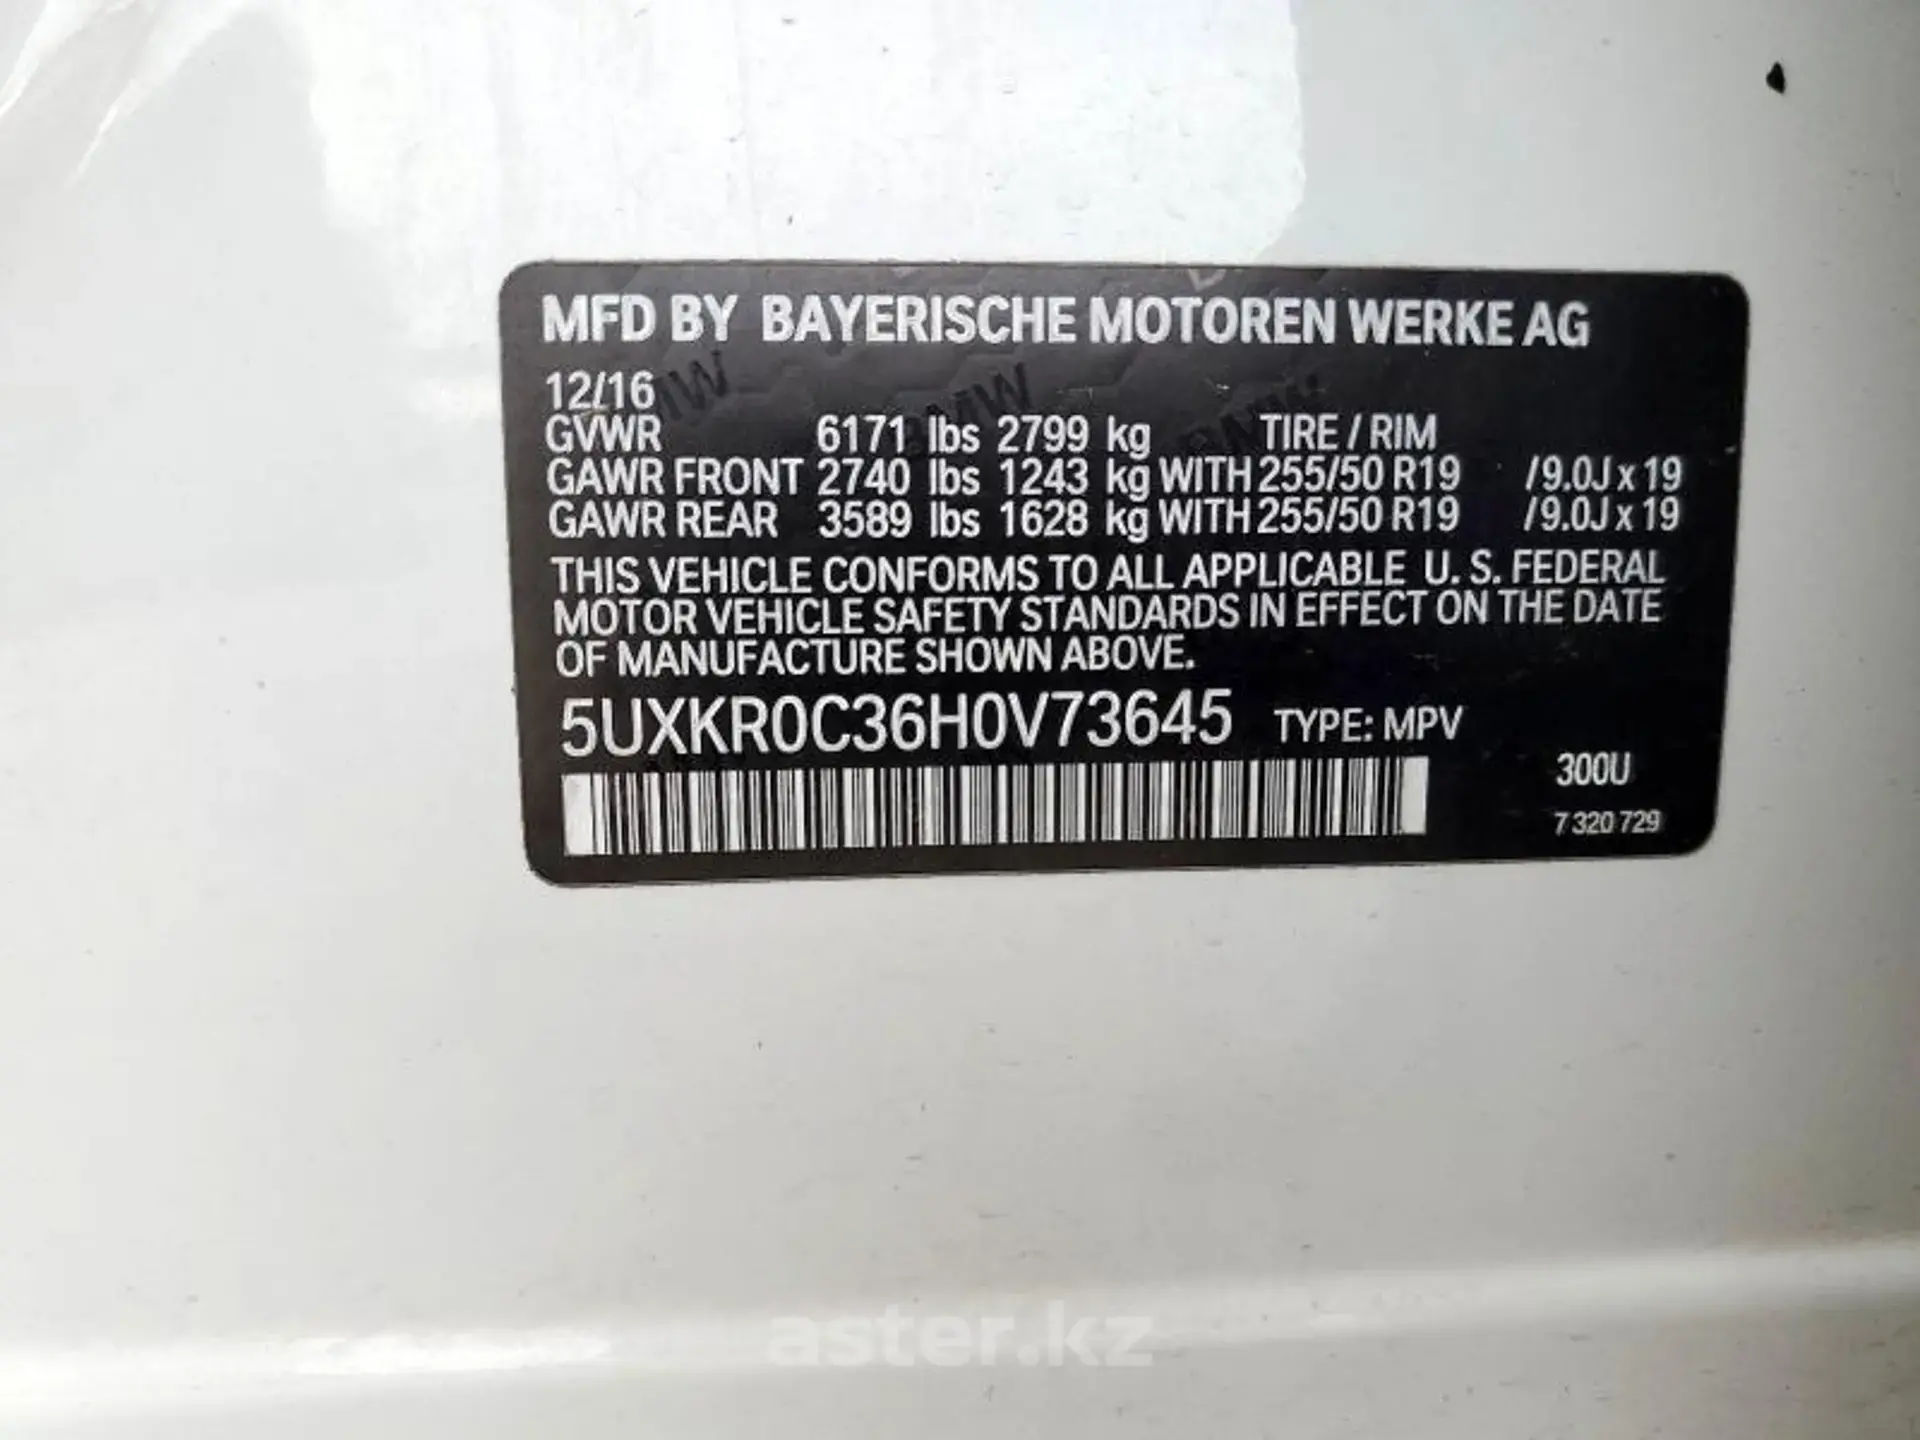 MFD BY BAYERISCHE MOTOREN WERKE AG
12/16
GVWR 6171 lbs 2799 kg TIRE / RIM
GAWR FRONT 2740 lbs 1243 kg WITH 255/50 R19 /9.0J x 19
GAWR REAR 3589 lbs 1628 kg WITH 255/50 R19 /9.0J x 19
THIS VEHICLE CONFORMS TO ALL APPLICABLE U. S. FEDERAL
MOTOR VEHICLE SAFETY STANDARDS IN EFFECT ON THE DATE
OF MANUFACTURE SHOWN ABOVE.
5UXKR0C36H0V73645 TYPE: MPV
300U
7 320 729
aster.kz